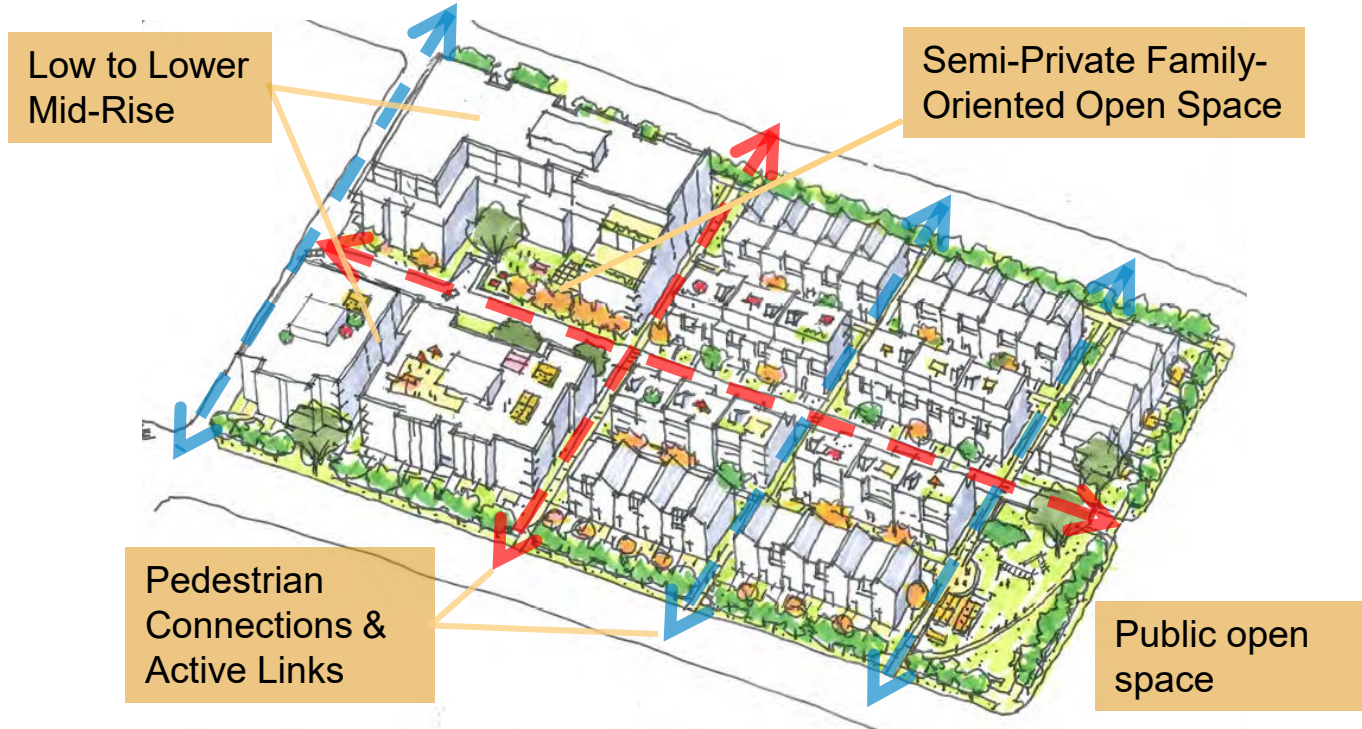 Low to Lower
Mid-Rise
Semi-Private Family-
Oriented Open Space
Pedestrian
Connections &
Active Links
Public open
space